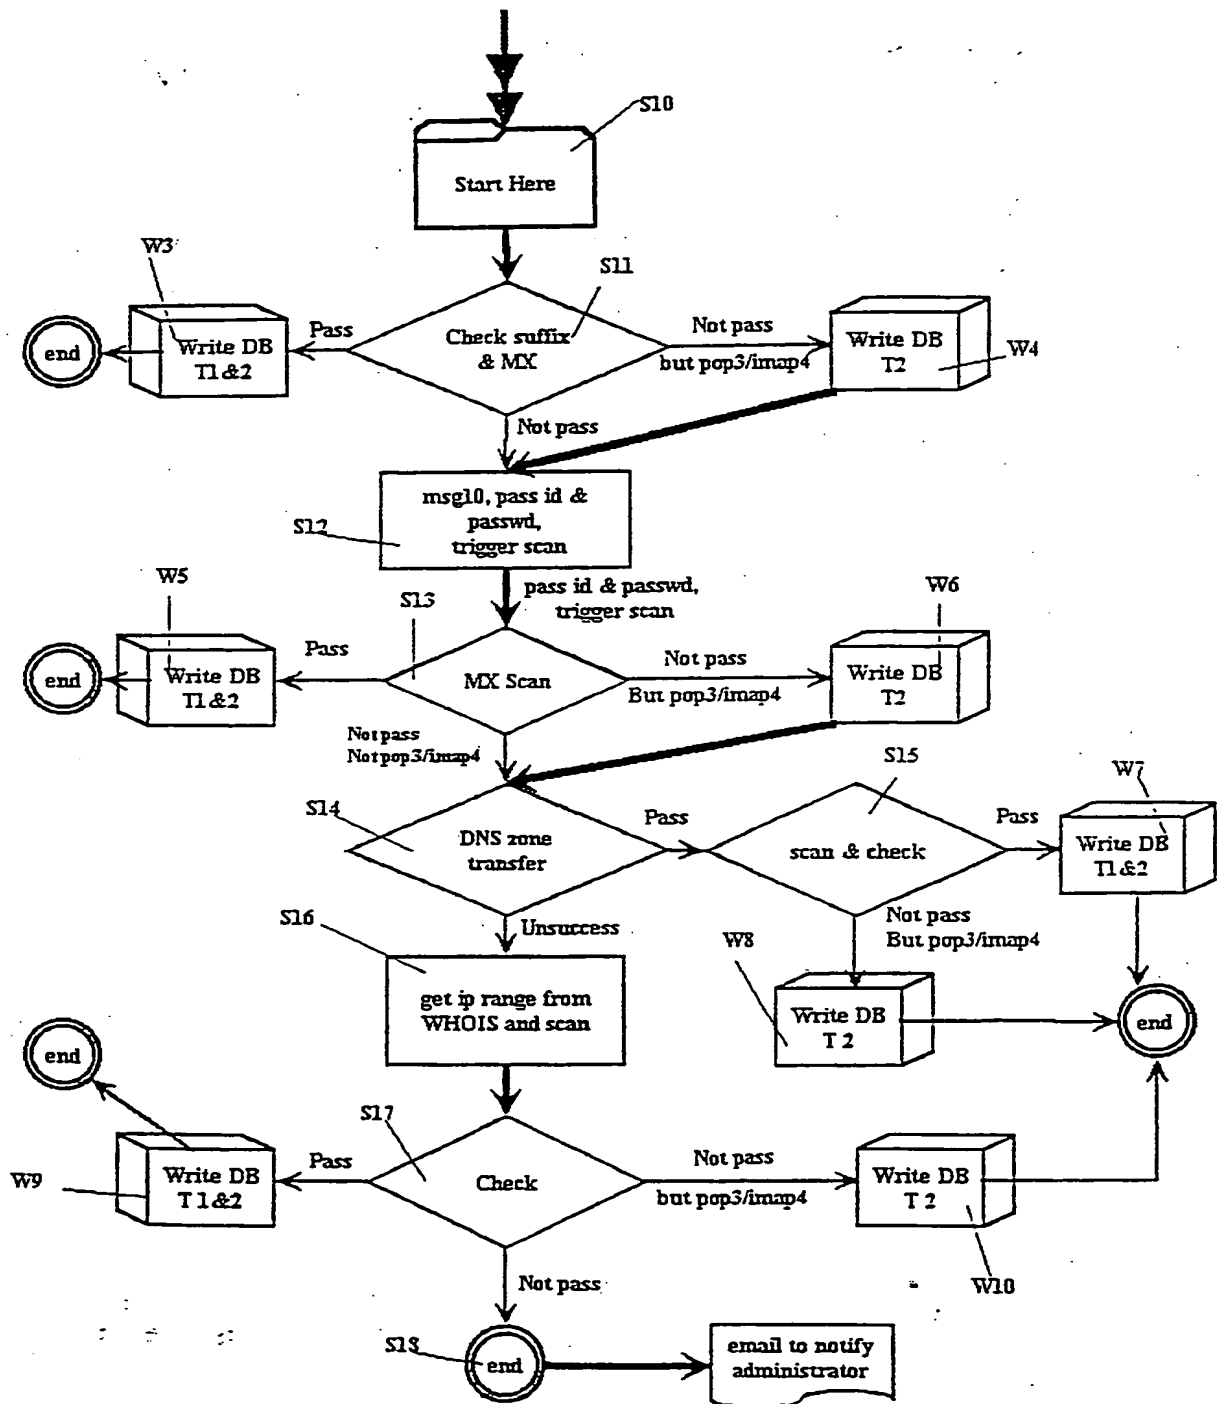 S10
Start Here
W3
S11
end
Write DB
T1&2
Pass
Check suffix
& MX
Not pass
but pop3/imap4
Write DB
T2
W4
Not pass
msg10, pass id &
passwd,
trigger scan
S12
pass id & passwd,
trigger scan
W5
S13
W6
end
Write DB
T1&2
Pass
MX Scan
Not pass
But pop3/imap4
Write DB
T2
Not pass
Not pop3/imap4
S14
DNS zone
transfer
Pass
S15
scan & check
Pass
W7
Write DB
T1&2
S16
Unsuccess
Not pass
But pop3/imap4
W8
get ip range from
WHOIS and scan
Write DB
T 2
end
end
S17
W9
Write DB
T 1&2
Pass
Check
Not pass
but pop3/imap4
Write DB
T 2
W10
Not pass
S18
end
email to notify
administrator